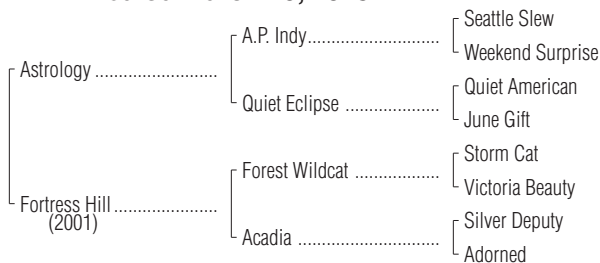 Seattle Slew
A.P. Indy
Weekend Surprise
Astrology
Quiet American
Quiet Eclipse
June Gift
Storm Cat
Forest Wildcat
Victoria Beauty
Fortress Hill
(2001)
Silver Deputy
Acadia
Adorned